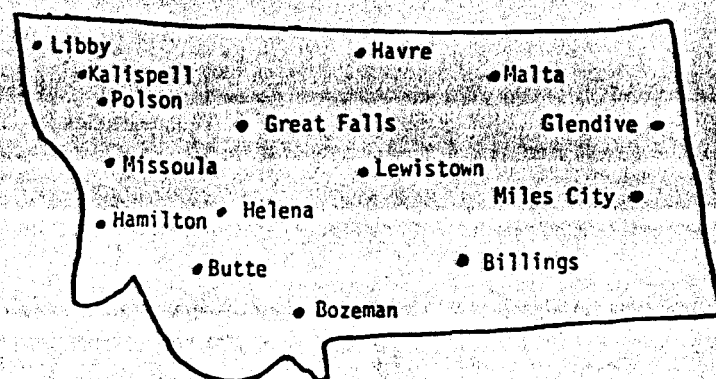 Libby
Havre
Kalispell
Malta
Polson
Great Falls
Glendive
Missoula
Lewistown
Miles City
Hamilton
Helena
Butte
Billings
Bozeman